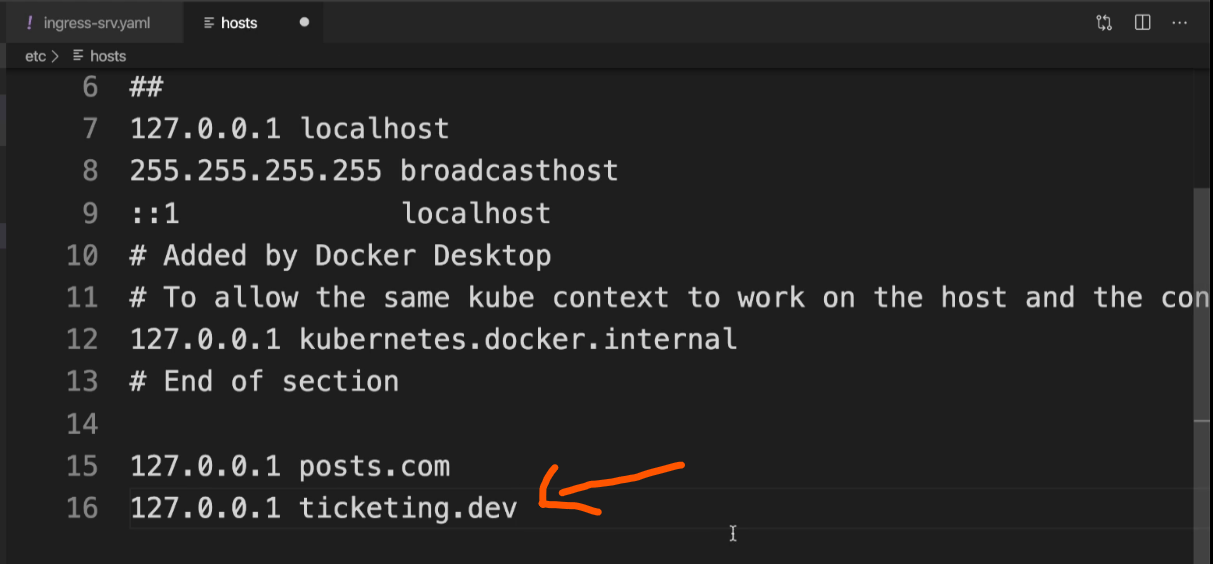 ! ingress-srv.yaml
hosts
etc > hosts
6 ##
7 127.0.0.1 localhost
8 255.255.255.255 broadcasthost
9 ::1 localhost
10 # Added by Docker Desktop
11 # To allow the same kube context to work on the host and the con
12 127.0.0.1 kubernetes.docker.internal
13 # End of section
14
15 127.0.0.1 posts.com
16 127.0.0.1 ticketing.dev